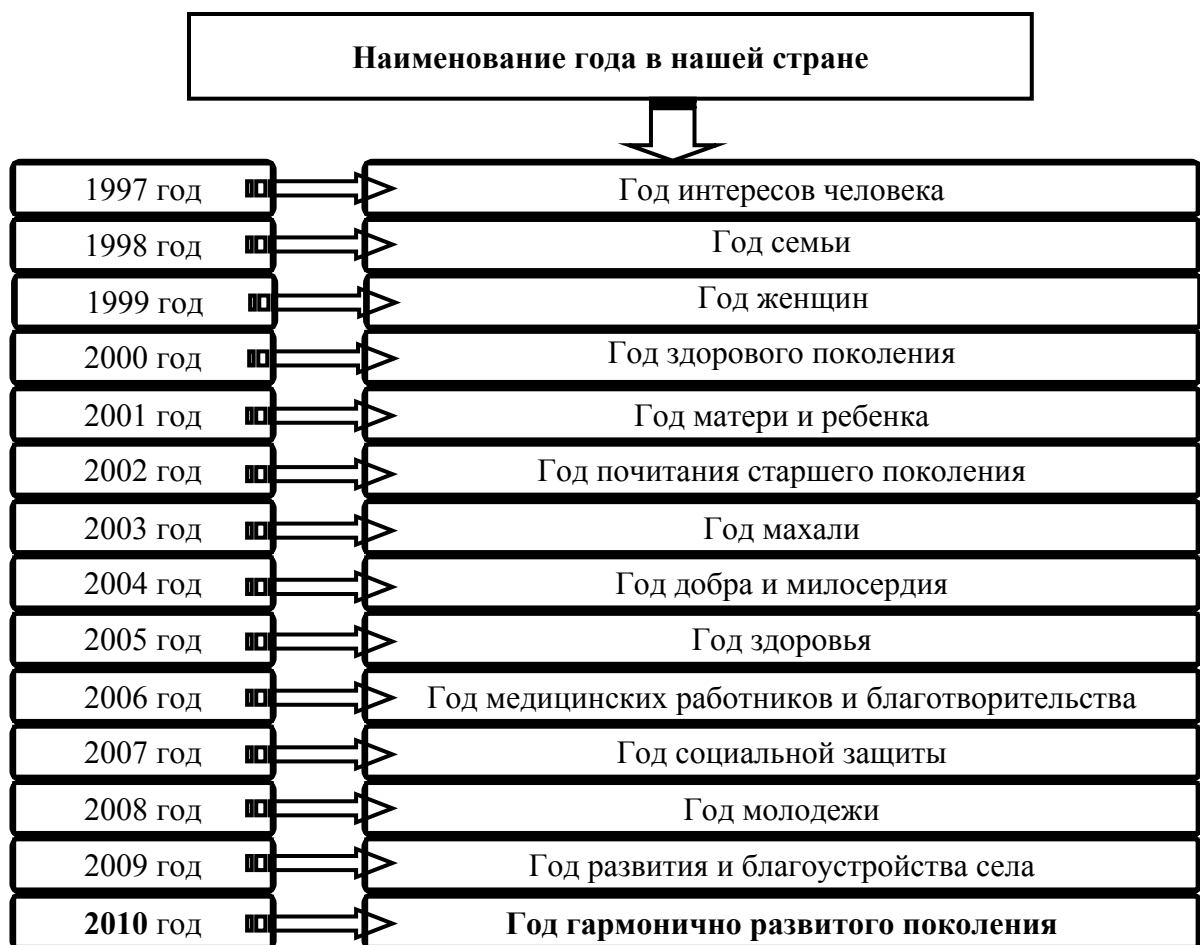 Наименование года в нашей стране
1997 год Год интересов человека
1998 год Год семьи
1999 год Год женщин
2000 год Год здорового поколения
2001 год Год матери и ребенка
2002 год Год почитания старшего поколения
2003 год Год махали
2004 год Год добра и милосердия
2005 год Год здоровья
2006 год Год медицинских работников и благотворительства
2007 год Год социальной защиты
2008 год Год молодежи
2009 год Год развития и благоустройства села
2010 год Год гармонично развитого поколения